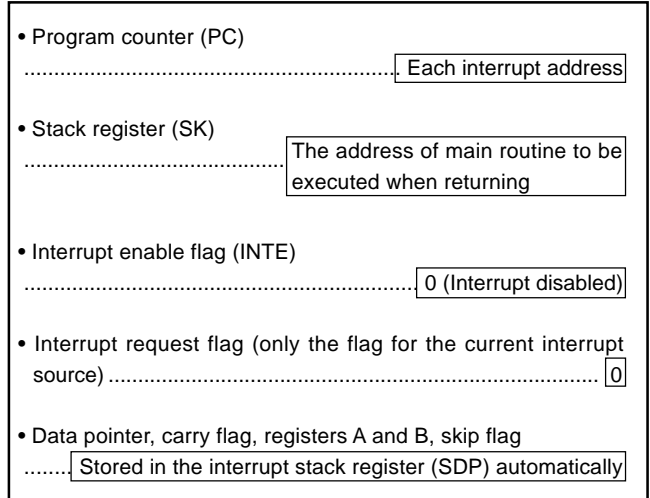 • Program counter (PC)
............................................................. Each interrupt address
• Stack register (SK)
.......................................... The address of main routine to be
executed when returning
• Interrupt enable flag (INTE)
................................................................ 0 (Interrupt disabled)
• Interrupt request flag (only the flag for the current interrupt
source) ................................................................................ 0
• Data pointer, carry flag, registers A and B, skip flag
........ Stored in the interrupt stack register (SDP) automatically